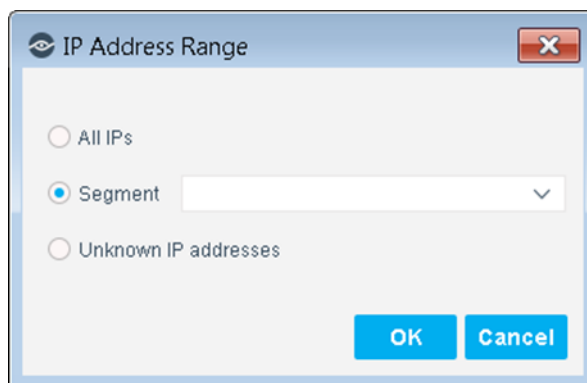 IP Address Range
All IPs
Segment
Unknown IP addresses
OK Cancel